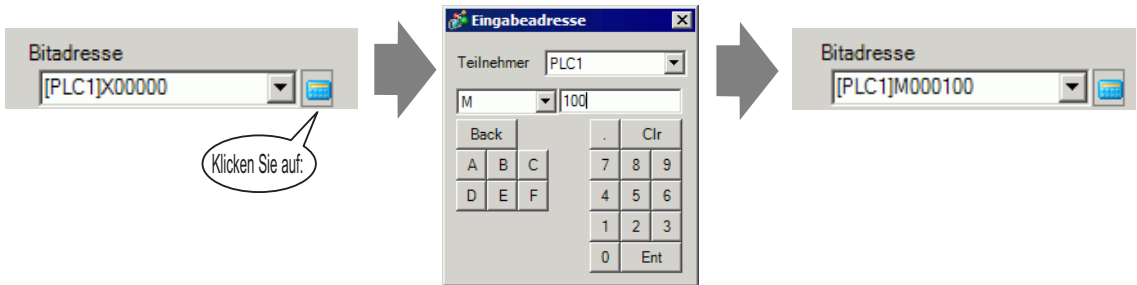 Bitadresse
[PLC1]X00000
Klicken Sie auf:
Eingabeadresse
Teilnehmer PLC1
M 100
Back . Clr
A B C 7 8 9
D E F 4 5 6
1 2 3
0 Ent
Bitadresse
[PLC1]M000100